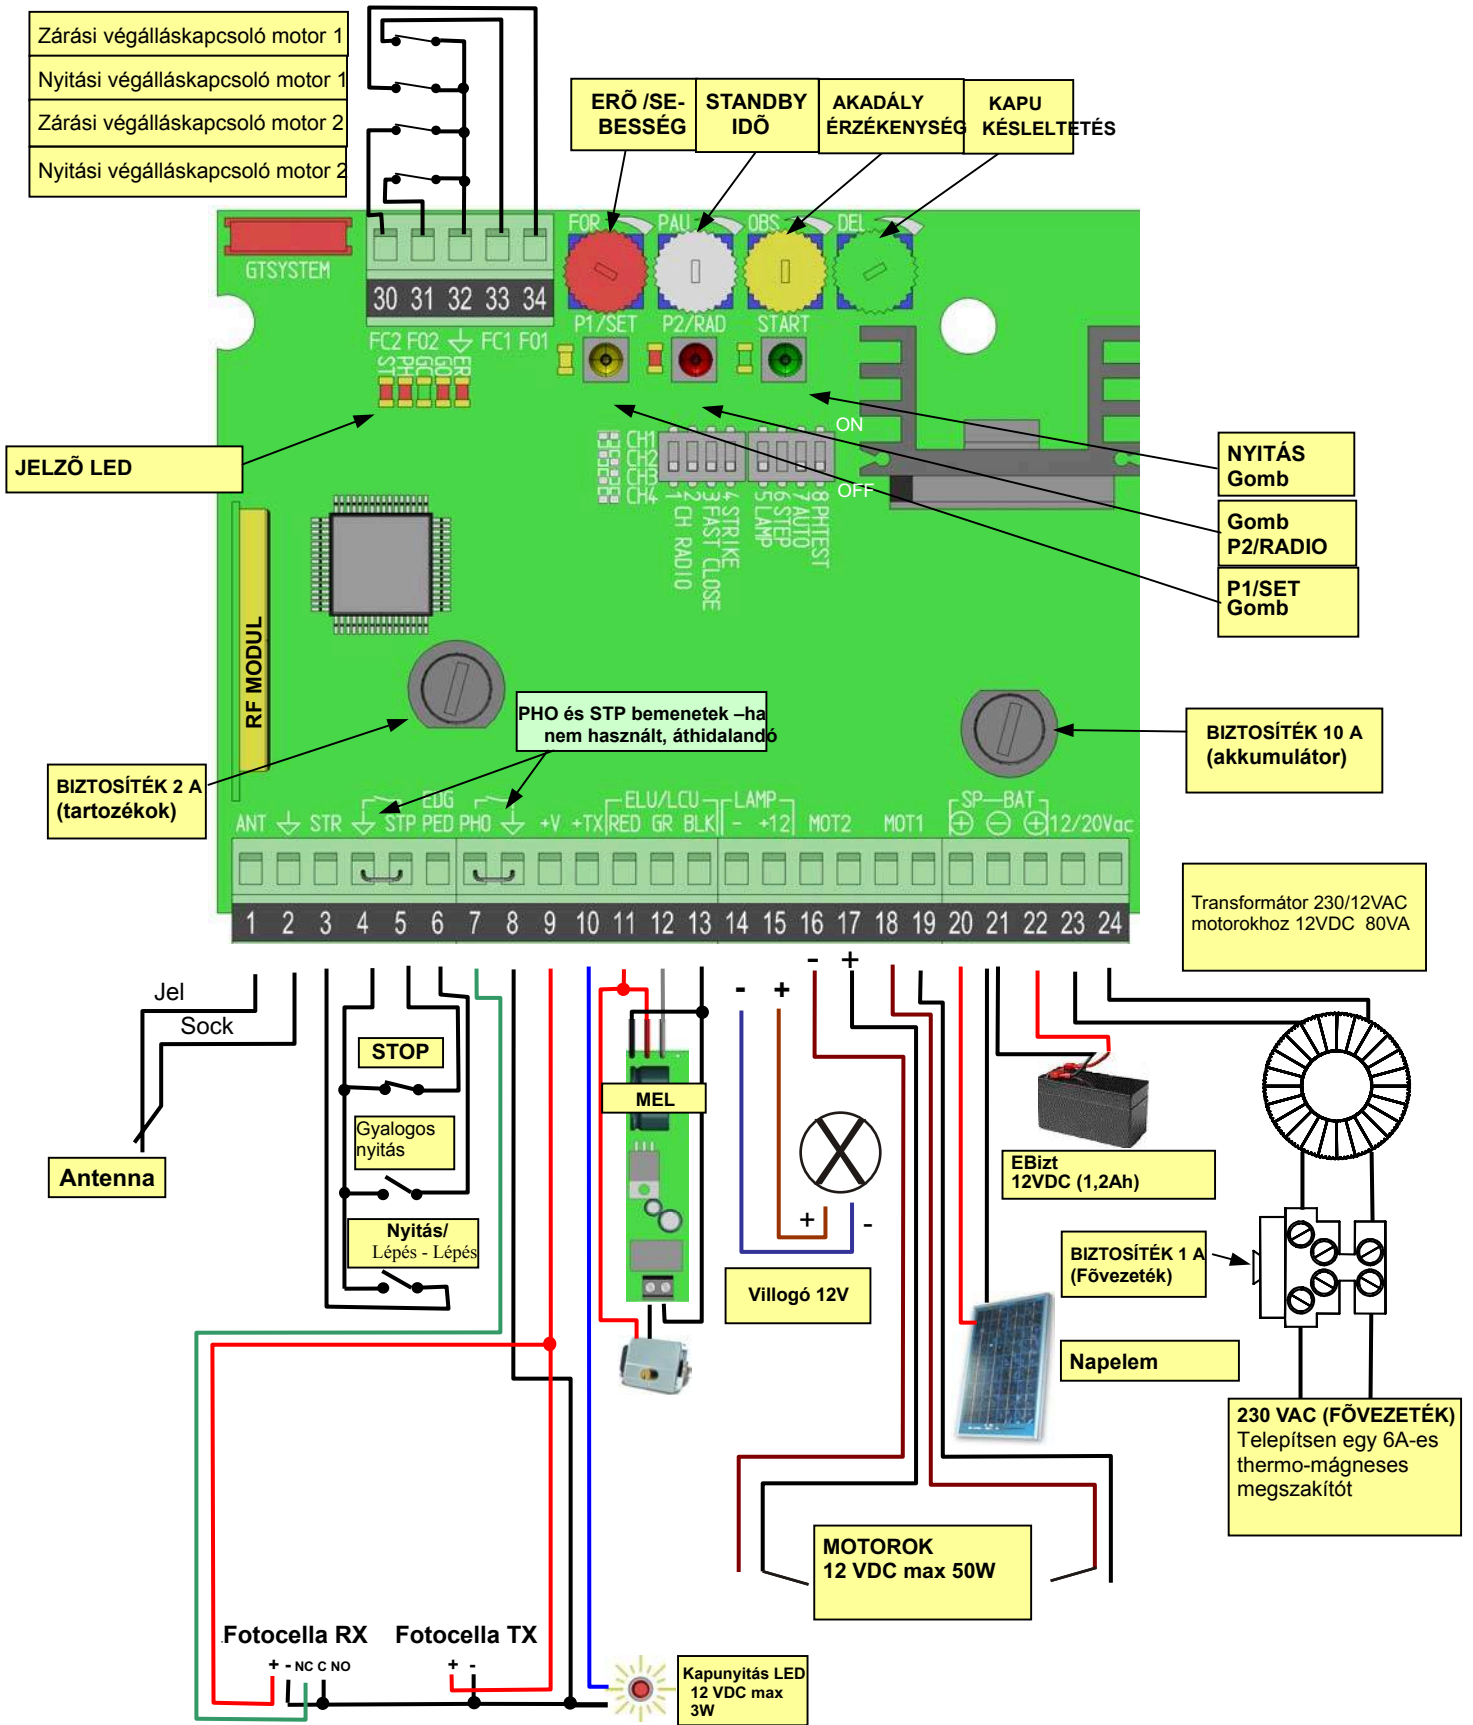 Zárási végálláskapcsoló motor 1
Nyitási végálláskapcsoló motor 1
Zárási végálláskapcsoló motor 2
Nyitási végálláskapcsoló motor 2
ERÕ /SE-
BESSÉG
STANDBY
IDÕ
AKADÁLY
ÉRZÉKENYSÉG
KAPU
KÉSLELTETÉS
FOR
PAU
OBS
DEL
GTSYSTEM
30 31 32 33 34
FC2 FO2 FC1 FO1
ST PH GC GO ER
P1/SET
P2/RAD
START
JELZÕ LED
ON
OFF
CH1
CH2
CH3
CH4
1
2 CH RADIO
3 FAST CLOSE
4 STRIKE
5 LAMP
6 STEP
7 AUTO
8 PHTEST
NYITÁS
Gomb
Gomb
P2/RADIO
P1/SET
Gomb
RF MODUL
PHO és STP bemenetek –ha
nem használt, áthidalandó
BIZTOSÍTÉK 2 A
(tartozékok)
BIZTOSÍTÉK 10 A
(akkumulátor)
EDG ELU/LCU LAMP SP—BAT
ANT STR STP PED PHO +V +TX RED GR BLK - +12 MOT2 MOT1 + - + 12/20Vac
1 2 3 4 5 6 7 8 9 10 11 12 13 14 15 16 17 18 19 20 21 22 23 24
Transformátor 230/12VAC
motorokhoz 12VDC 80VA
- +
- +
Jel
Sock
Antenna
STOP
Gyalogos
nyitás
Nyitás/
Lépés - Lépés
MEL
+ -
Villogó 12V
EBizt
12VDC (1,2Ah)
BIZTOSÍTÉK 1 A
(Fõvezeték)
Napelem
230 VAC (FÕVEZETÉK)
Telepítsen egy 6A-es
thermo-mágneses
megszakítót
MOTOROK
12 VDC max 50W
Fotocella RX
+ - NC C NO
Fotocella TX
+ -
Kapunyitás LED
12 VDC max
3W